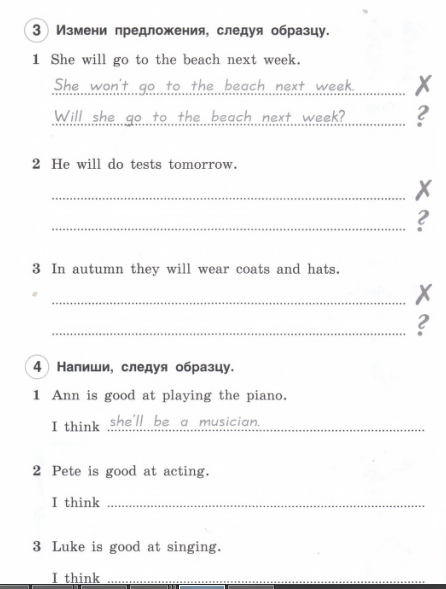 3 Измени предложения, следуя образцу.
1 She will go to the beach next week.
She won't go to the beach next week. ✗
Will she go to the beach next week? ?
2 He will do tests tomorrow.
✗
?
3 In autumn they will wear coats and hats.
✗
?
4 Напиши, следуя образцу.
1 Ann is good at playing the piano.
I think she'll be a musician.
2 Pete is good at acting.
I think
3 Luke is good at singing.
I think